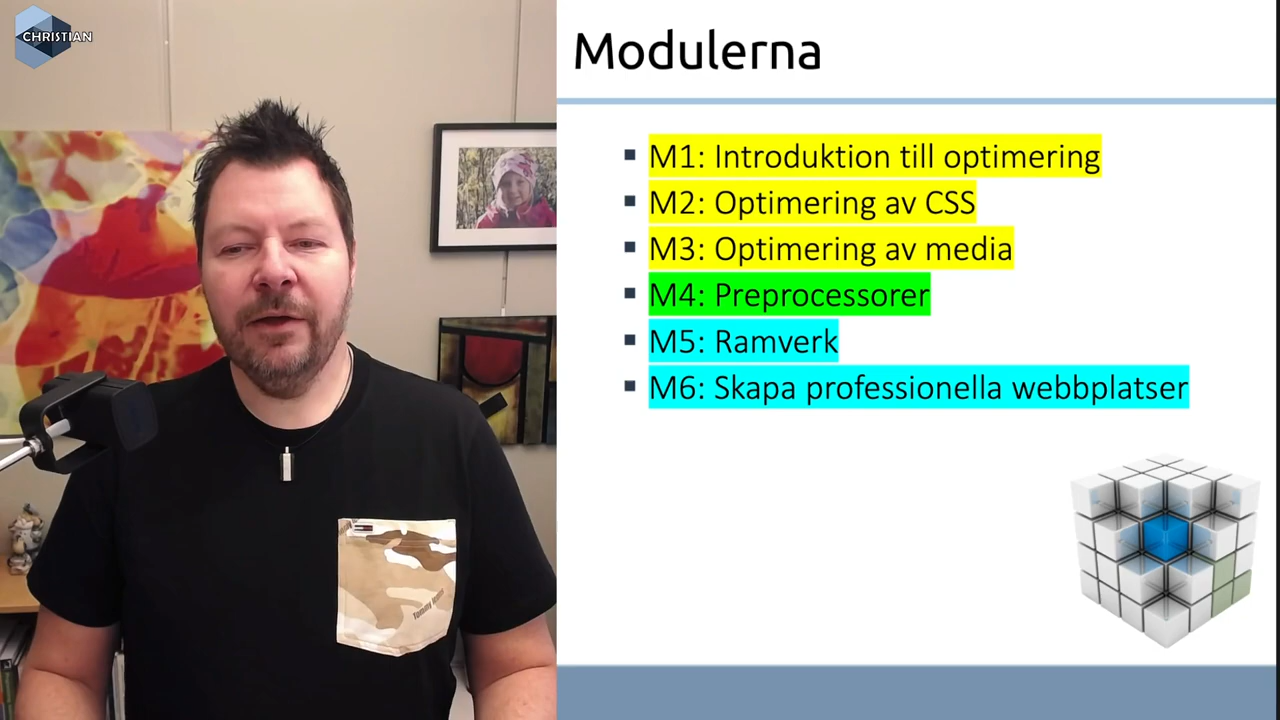 CHRISTIAN
Modulerna
M1: Introduktion till optimering
M2: Optimering av CSS
M3: Optimering av media
M4: Preprocessorer
M5: Ramverk
M6: Skapa professionella webbplatser